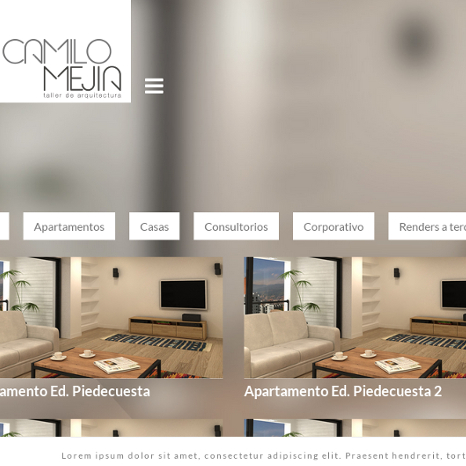 CAMILO
MEJIA
taller de arquitectura
Apartamentos
Casas
Consultorios
Corporativo
Renders a terc
amento Ed. Piedecuesta
Apartamento Ed. Piedecuesta 2
Lorem ipsum dolor sit amet, consectetur adipiscing elit. Praesent hendrerit, tort